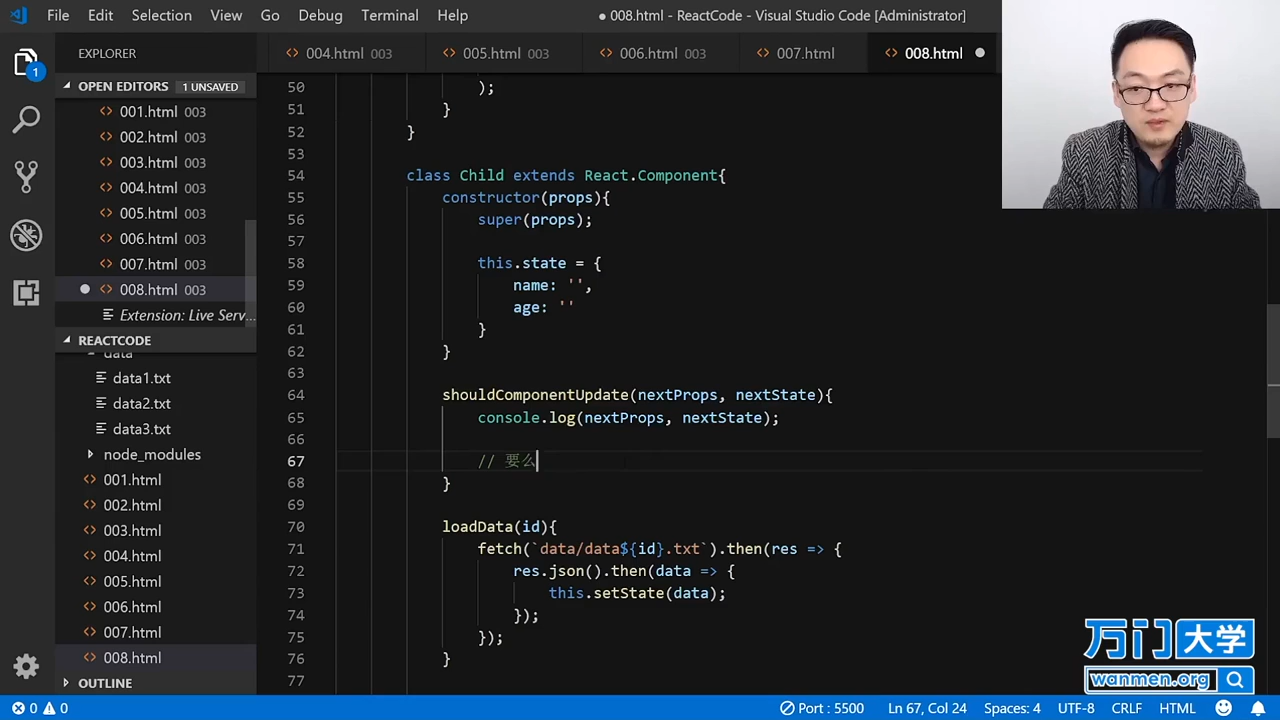 File Edit Selection View Go Debug Terminal Help ● 008.html - ReactCode - Visual Studio Code [Administrator]
EXPLORER
004.html 003 005.html 003 006.html 003 007.html 008.html
OPEN EDITORS 1 UNSAVED
001.html 003
002.html 003
003.html 003
004.html 003
005.html 003
006.html 003
007.html 003
008.html 003
Extension: Live Serv...
REACTCODE
data
data1.txt
data2.txt
data3.txt
node_modules
001.html
002.html
003.html
004.html
005.html
006.html
007.html
008.html
OUTLINE
1
50 );
51 }
52 }
53
54 class Child extends React.Component{
55 constructor(props){
56 super(props);
57
58 this.state = {
59 name: '',
60 age: ''
61 }
62 }
63
64 shouldComponentUpdate(nextProps, nextState){
65 console.log(nextProps, nextState);
66
67 // 要么
68 }
69
70 loadData(id){
71 fetch(`data/data${id}.txt`).then(res => {
72 res.json().then(data => {
73 this.setState(data);
74 });
75 });
76 }
77
万门大学
wanmen.org
0 0 Port : 5500 Ln 67, Col 24 Spaces: 4 UTF-8 CRLF HTML